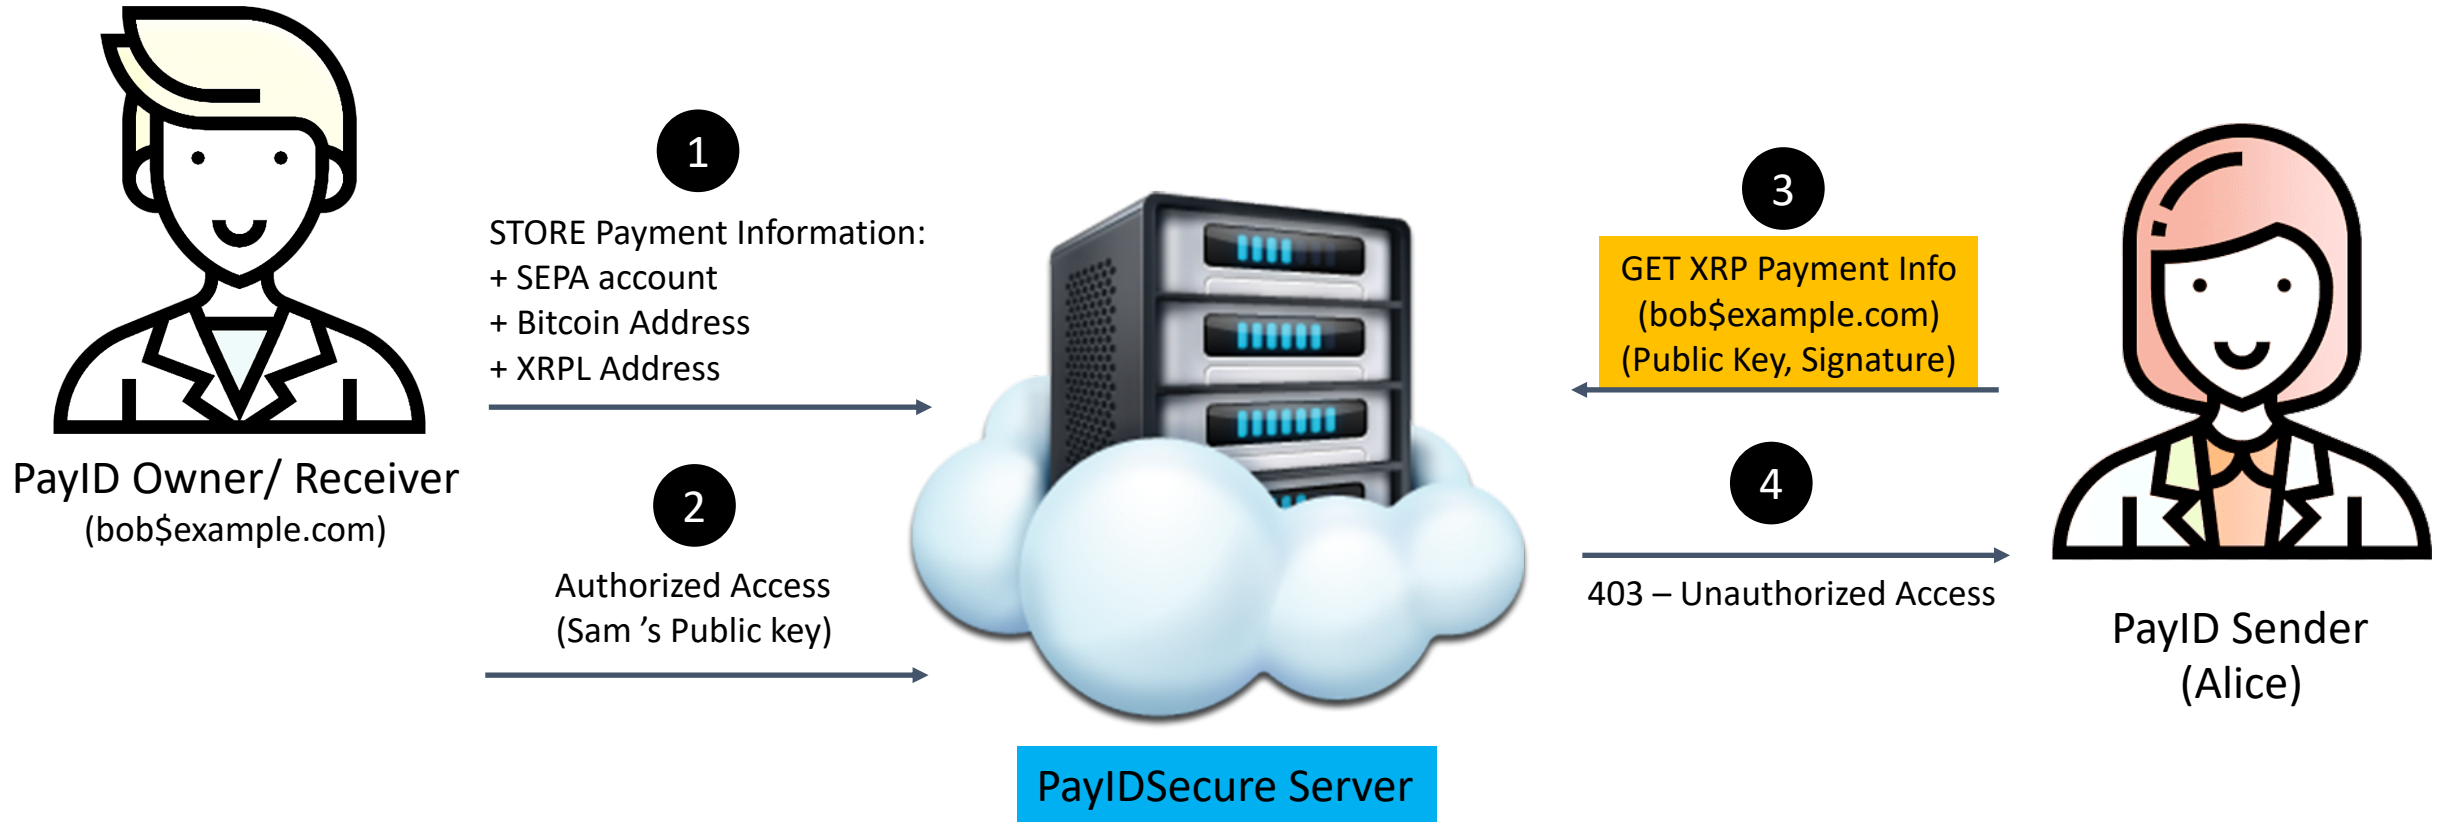 1
STORE Payment Information:
+ SEPA account
+ Bitcoin Address
+ XRPL Address
PayID Owner/ Receiver
(bob$example.com)
2
Authorized Access
(Sam ’s Public key)
3
GET XRP Payment Info
(bob$example.com)
(Public Key, Signature)
4
403 – Unauthorized Access
PayID Sender
(Alice)
PayIDSecure Server